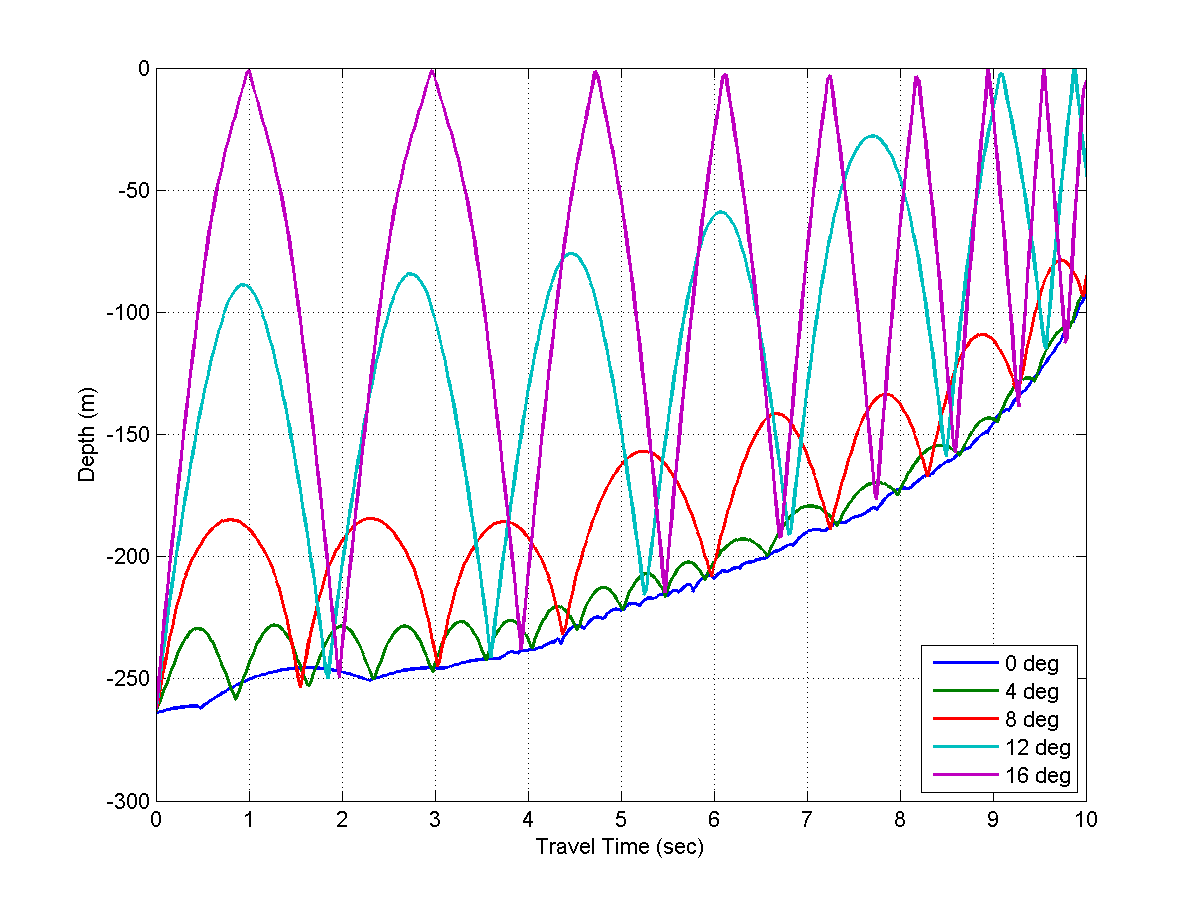 0
-50
-100
-150
-200
-250
-300
Depth (m)
0 1 2 3 4 5 6 7 8 9 10
Travel Time (sec)
0 deg
4 deg
8 deg
12 deg
16 deg